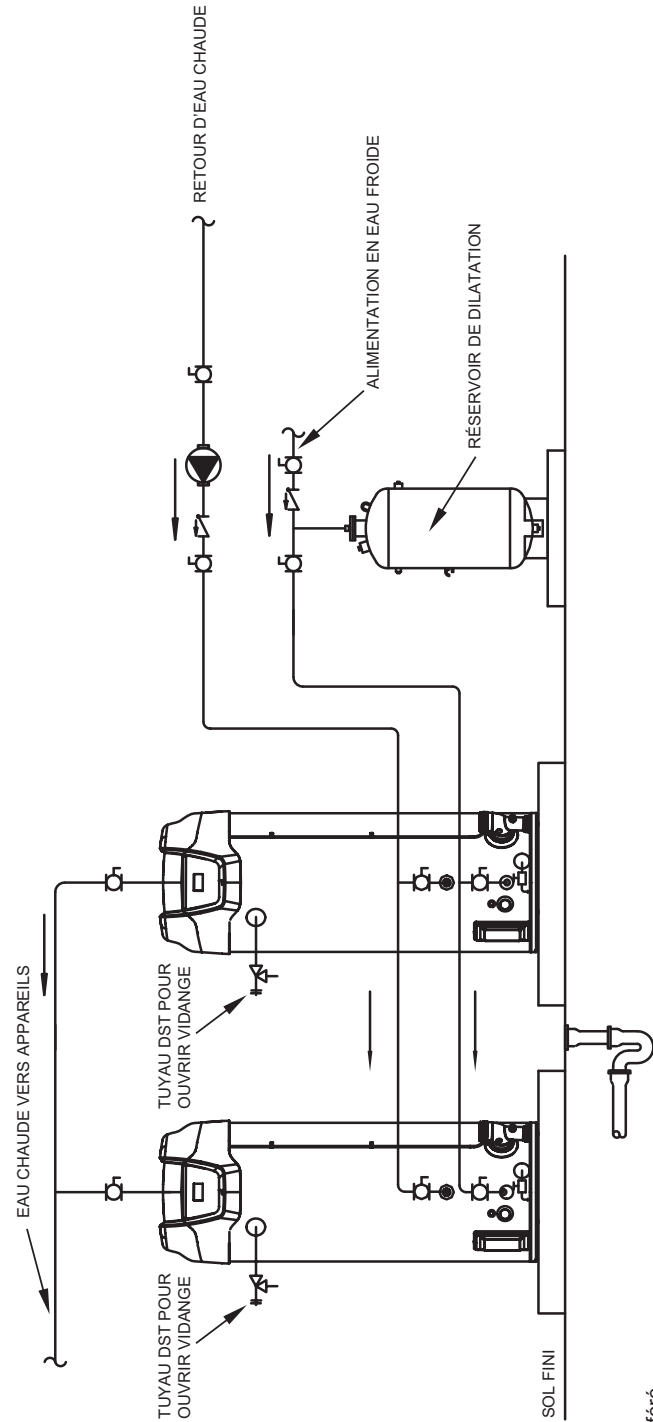 EAU CHAUDE VERS APPAREILS
RETOUR D'EAU CHAUDE
ALIMENTATION EN EAU FROIDE
RÉSERVOIR DE DILATATION
TUYAU DST POUR
OUVRIR VIDANGE
TUYAU DST POUR
OUVRIR VIDANGE
SOL FINI